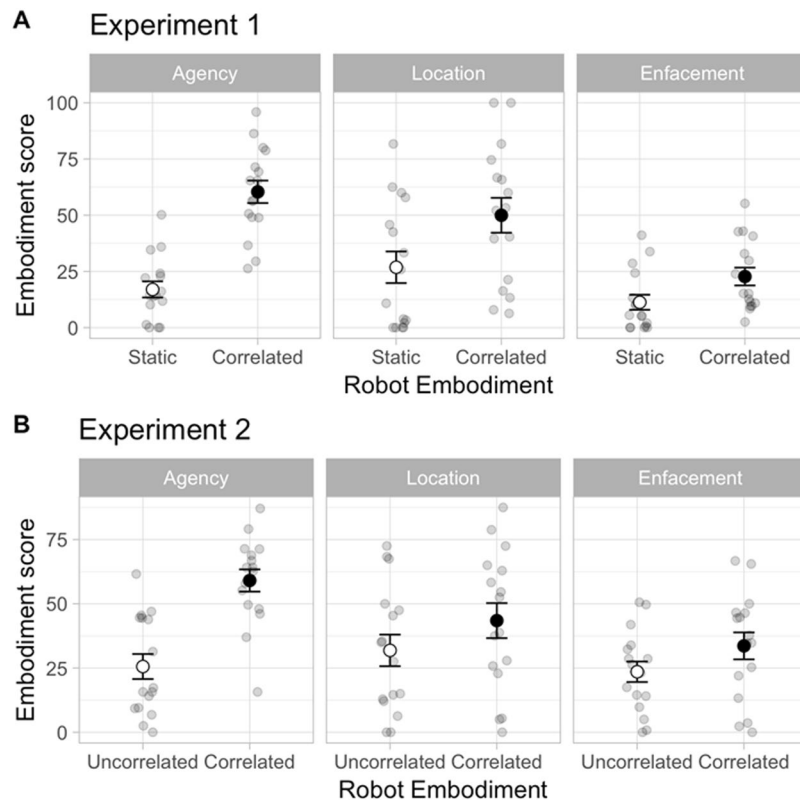 A
Experiment 1
Agency Location Enfacement
Embodiment score
100
75
50
25
0
Static Correlated Static Correlated Static Correlated
Robot Embodiment
B
Experiment 2
Agency Location Enfacement
Embodiment score
75
50
25
0
Uncorrelated Correlated Uncorrelated Correlated Uncorrelated Correlated
Robot Embodiment